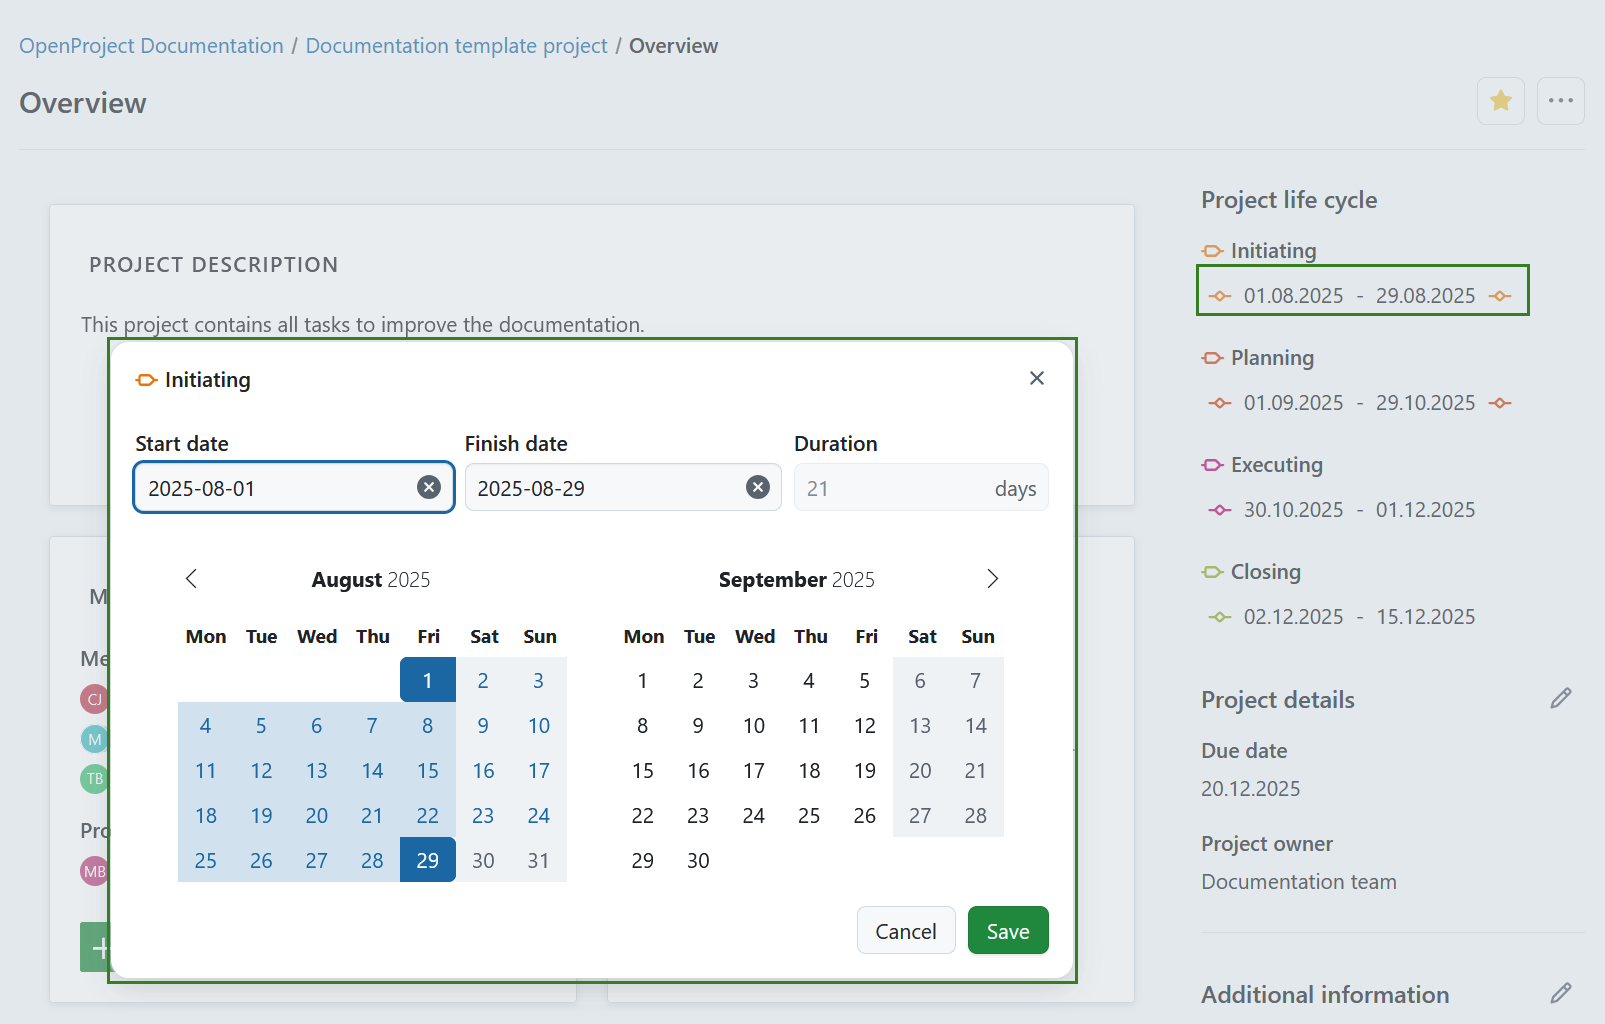 OpenProject Documentation / Documentation template project / Overview
Overview
PROJECT DESCRIPTION
This project contains all tasks to improve the documentation.
Initiating
Start date Finish date Duration
2025-08-01 2025-08-29 21 days
August 2025
Mon Tue Wed Thu Fri Sat Sun
1 2 3
4 5 6 7 8 9 10
11 12 13 14 15 16 17
18 19 20 21 22 23 24
25 26 27 28 29 30 31
September 2025
Mon Tue Wed Thu Fri Sat Sun
1 2 3 4 5 6 7
8 9 10 11 12 13 14
15 16 17 18 19 20 21
22 23 24 25 26 27 28
29 30
Cancel Save
M
Me
CJ
M
TB
Pro
MB
Project life cycle
Initiating
01.08.2025 - 29.08.2025
Planning
01.09.2025 - 29.10.2025
Executing
30.10.2025 - 01.12.2025
Closing
02.12.2025 - 15.12.2025
Project details
Due date
20.12.2025
Project owner
Documentation team
Additional information